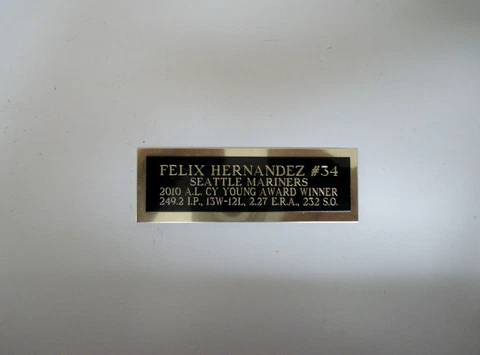 FELIX HERNANDEZ #34
SEATTLE MARINERS
2010 A.L. CY YOUNG AWARD WINNER
249.2 I.P., 13W-12L, 2.27 E.R.A., 232 S.O.